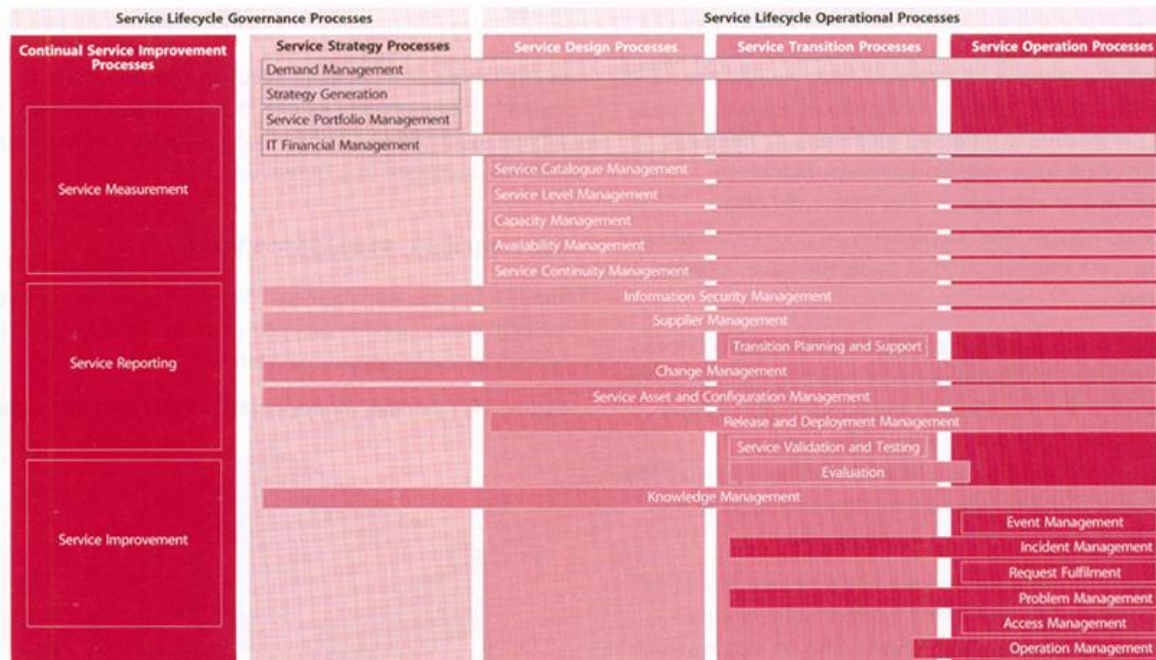 Service Lifecycle Governance Processes
Service Lifecycle Operational Processes
Continual Service Improvement
Processes
Service Strategy Processes
Service Design Processes
Service Transition Processes
Service Operation Processes
Demand Management
Strategy Generation
Service Portfolio Management
IT Financial Management
Service Measurement
Service Catalogue Management
Service Level Management
Capacity Management
Availability Management
Service Continuity Management
Information Security Management
Supplier Management
Transition Planning and Support
Service Reporting
Change Management
Service Asset and Configuration Management
Release and Deployment Management
Service Validation and Testing
Evaluation
Knowledge Management
Service Improvement
Event Management
Incident Management
Request Fulfilment
Problem Management
Access Management
Operation Management